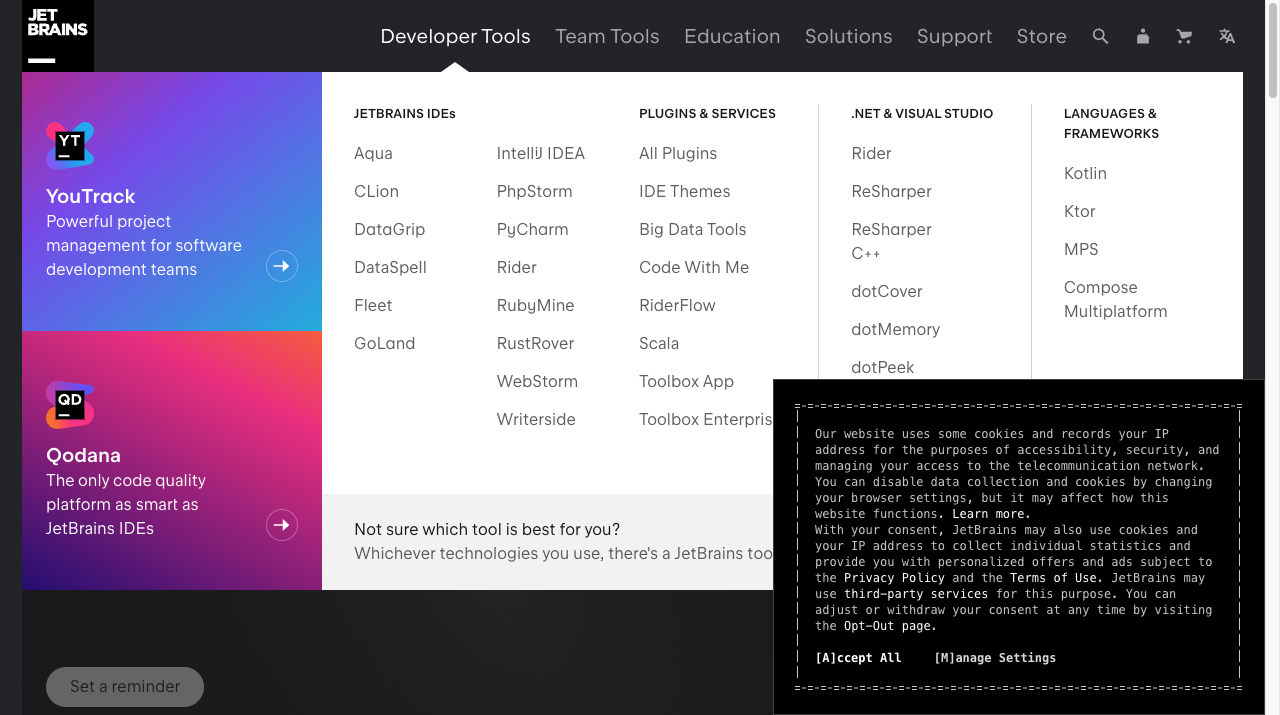 JET
BRAINS
Developer Tools
Team Tools
Education
Solutions
Support
Store
YT
YouTrack
Powerful project
management for software
development teams
QD
Qodana
The only code quality
platform as smart as
JetBrains IDEs
JETBRAINS IDEs
Aqua
CLion
DataGrip
DataSpell
Fleet
GoLand
IntelliJ IDEA
PhpStorm
PyCharm
Rider
RubyMine
RustRover
WebStorm
Writerside
PLUGINS & SERVICES
All Plugins
IDE Themes
Big Data Tools
Code With Me
RiderFlow
Scala
Toolbox App
Toolbox Enterpris
.NET & VISUAL STUDIO
Rider
ReSharper
ReSharper
C++
dotCover
dotMemory
dotPeek
LANGUAGES &
FRAMEWORKS
Kotlin
Ktor
MPS
Compose
Multiplatform
Not sure which tool is best for you?
Whichever technologies you use, there's a JetBrains too
Set a reminder
Our website uses some cookies and records your IP
address for the purposes of accessibility, security, and
managing your access to the telecommunication network.
You can disable data collection and cookies by changing
your browser settings, but it may affect how this
website functions. Learn more.
With your consent, JetBrains may also use cookies and
your IP address to collect individual statistics and
provide you with personalized offers and ads subject to
the Privacy Policy and the Terms of Use. JetBrains may
use third-party services for this purpose. You can
adjust or withdraw your consent at any time by visiting
the Opt-Out page.
[A]ccept All
[M]anage Settings